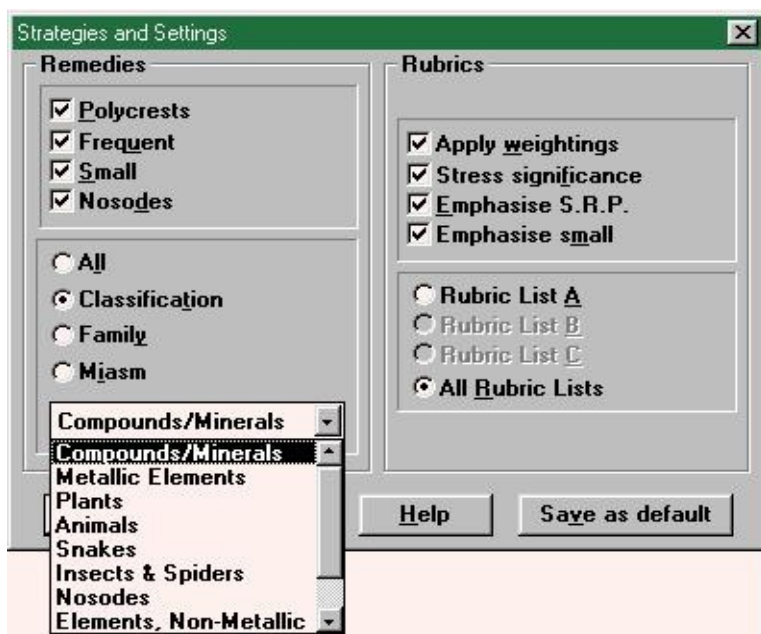 Strategies and Settings
Remedies
Polycrests
Frequent
Small
Nosodes
All
Classification
Family
Miasm
Compounds/Minerals
Compounds/Minerals
Metallic Elements
Plants
Animals
Snakes
Insects & Spiders
Nosodes
Elements, Non-Metallic
Rubrics
Apply weightings
Stress significance
Emphasise S.R.P.
Emphasise small
Rubric List A
Rubric List B
Rubric List C
All Rubric Lists
Help
Save as default